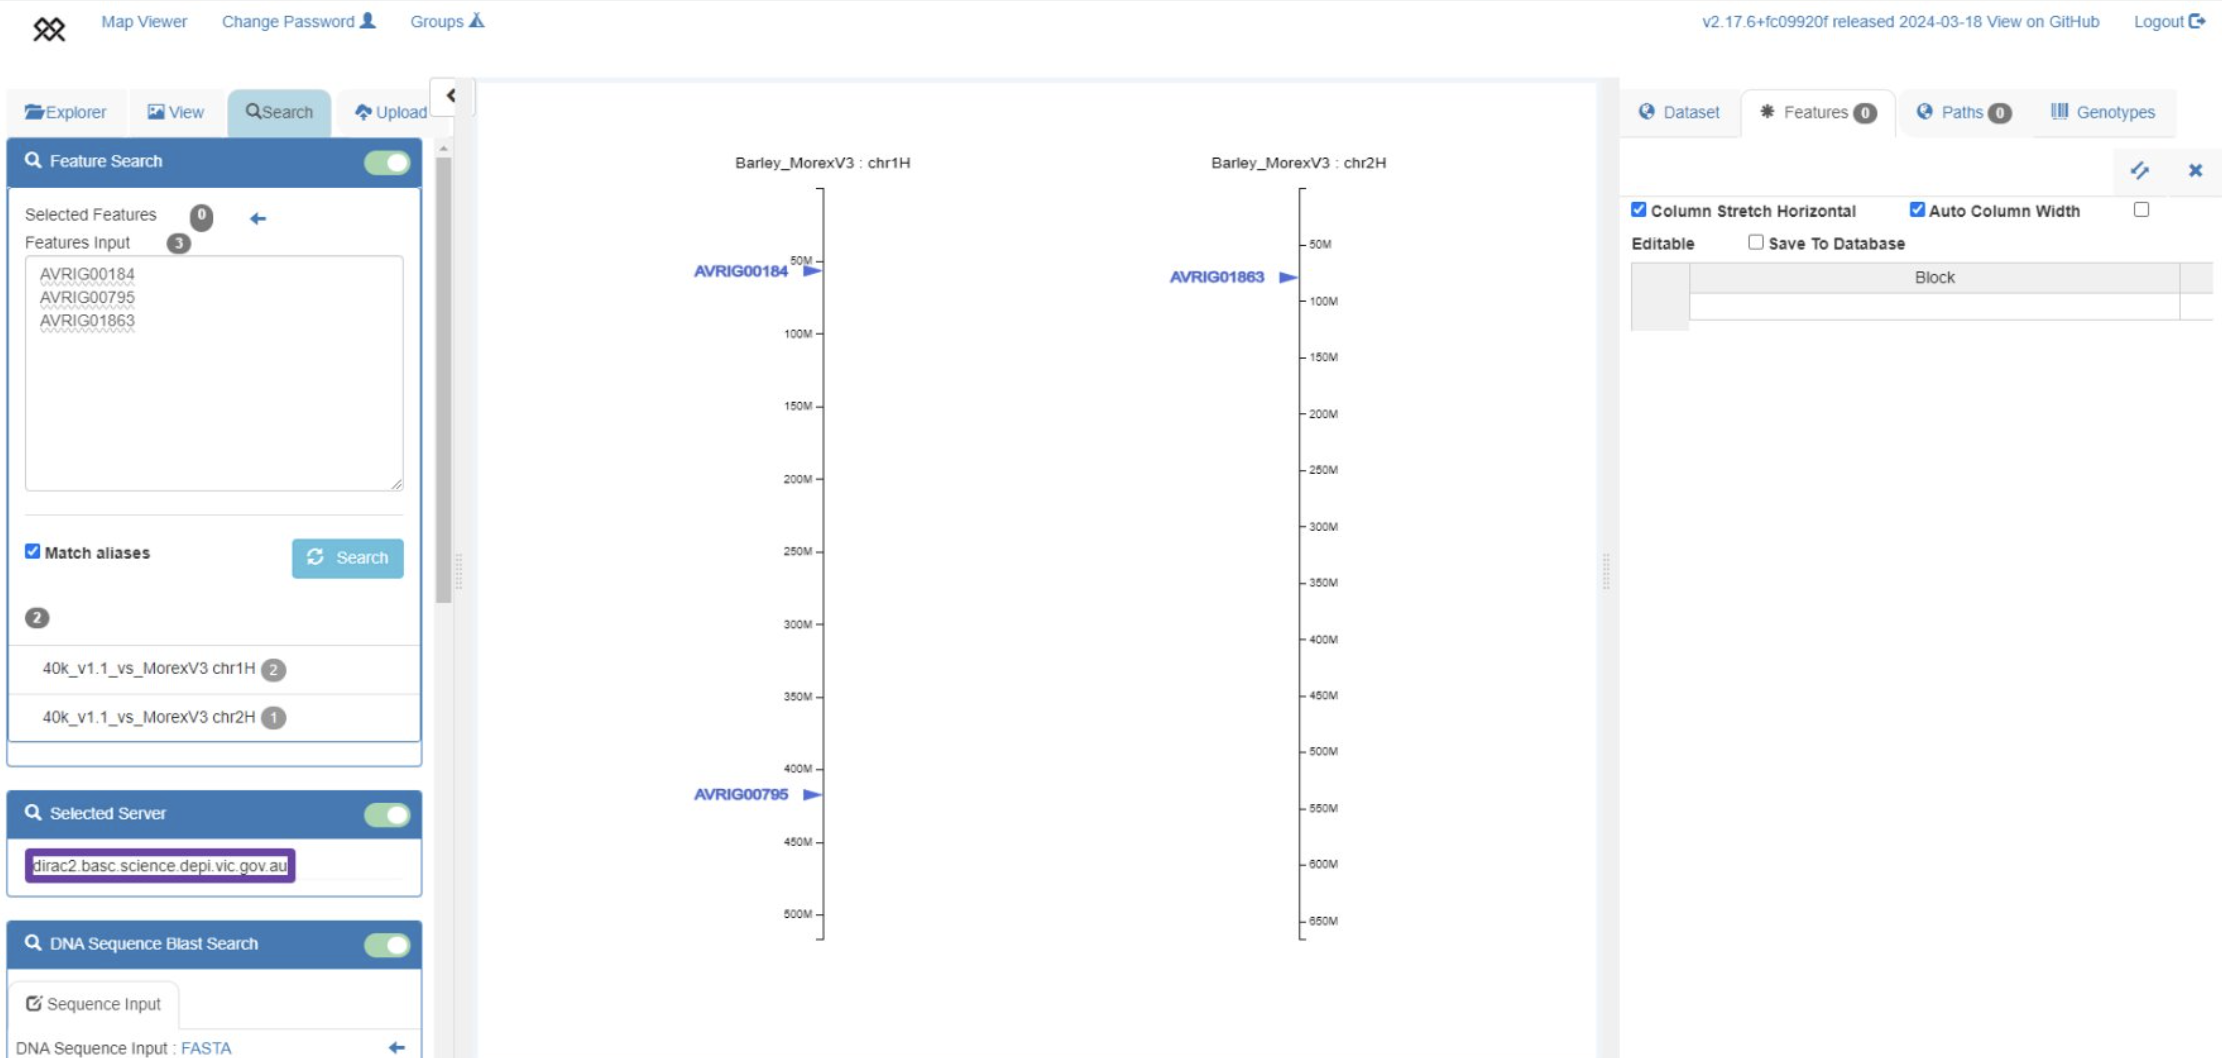 Map Viewer Change Password Groups v2.17.6+fc09920f released 2024-03-18 View on GitHub Logout
Explorer View Search Upload
Feature Search
Selected Features 0
Features Input 3
AVRIG00184
AVRIG00795
AVRIG01863
Match aliases Search
2
40k_v1.1_vs_MorexV3 chr1H 2
40k_v1.1_vs_MorexV3 chr2H 1
Selected Server
dirac2.basc.science.depi.vic.gov.au
DNA Sequence Blast Search
Sequence Input
DNA Sequence Input : FASTA
Barley_MorexV3 : chr1H
50M
AVRIG00184
100M
150M
200M
250M
300M
350M
400M
AVRIG00795
450M
500M
Barley_MorexV3 : chr2H
50M
AVRIG01863
100M
150M
200M
250M
300M
350M
400M
450M
500M
550M
600M
650M
Dataset Features 0 Paths 0 Genotypes
Column Stretch Horizontal Auto Column Width
Editable Save To Database
Block